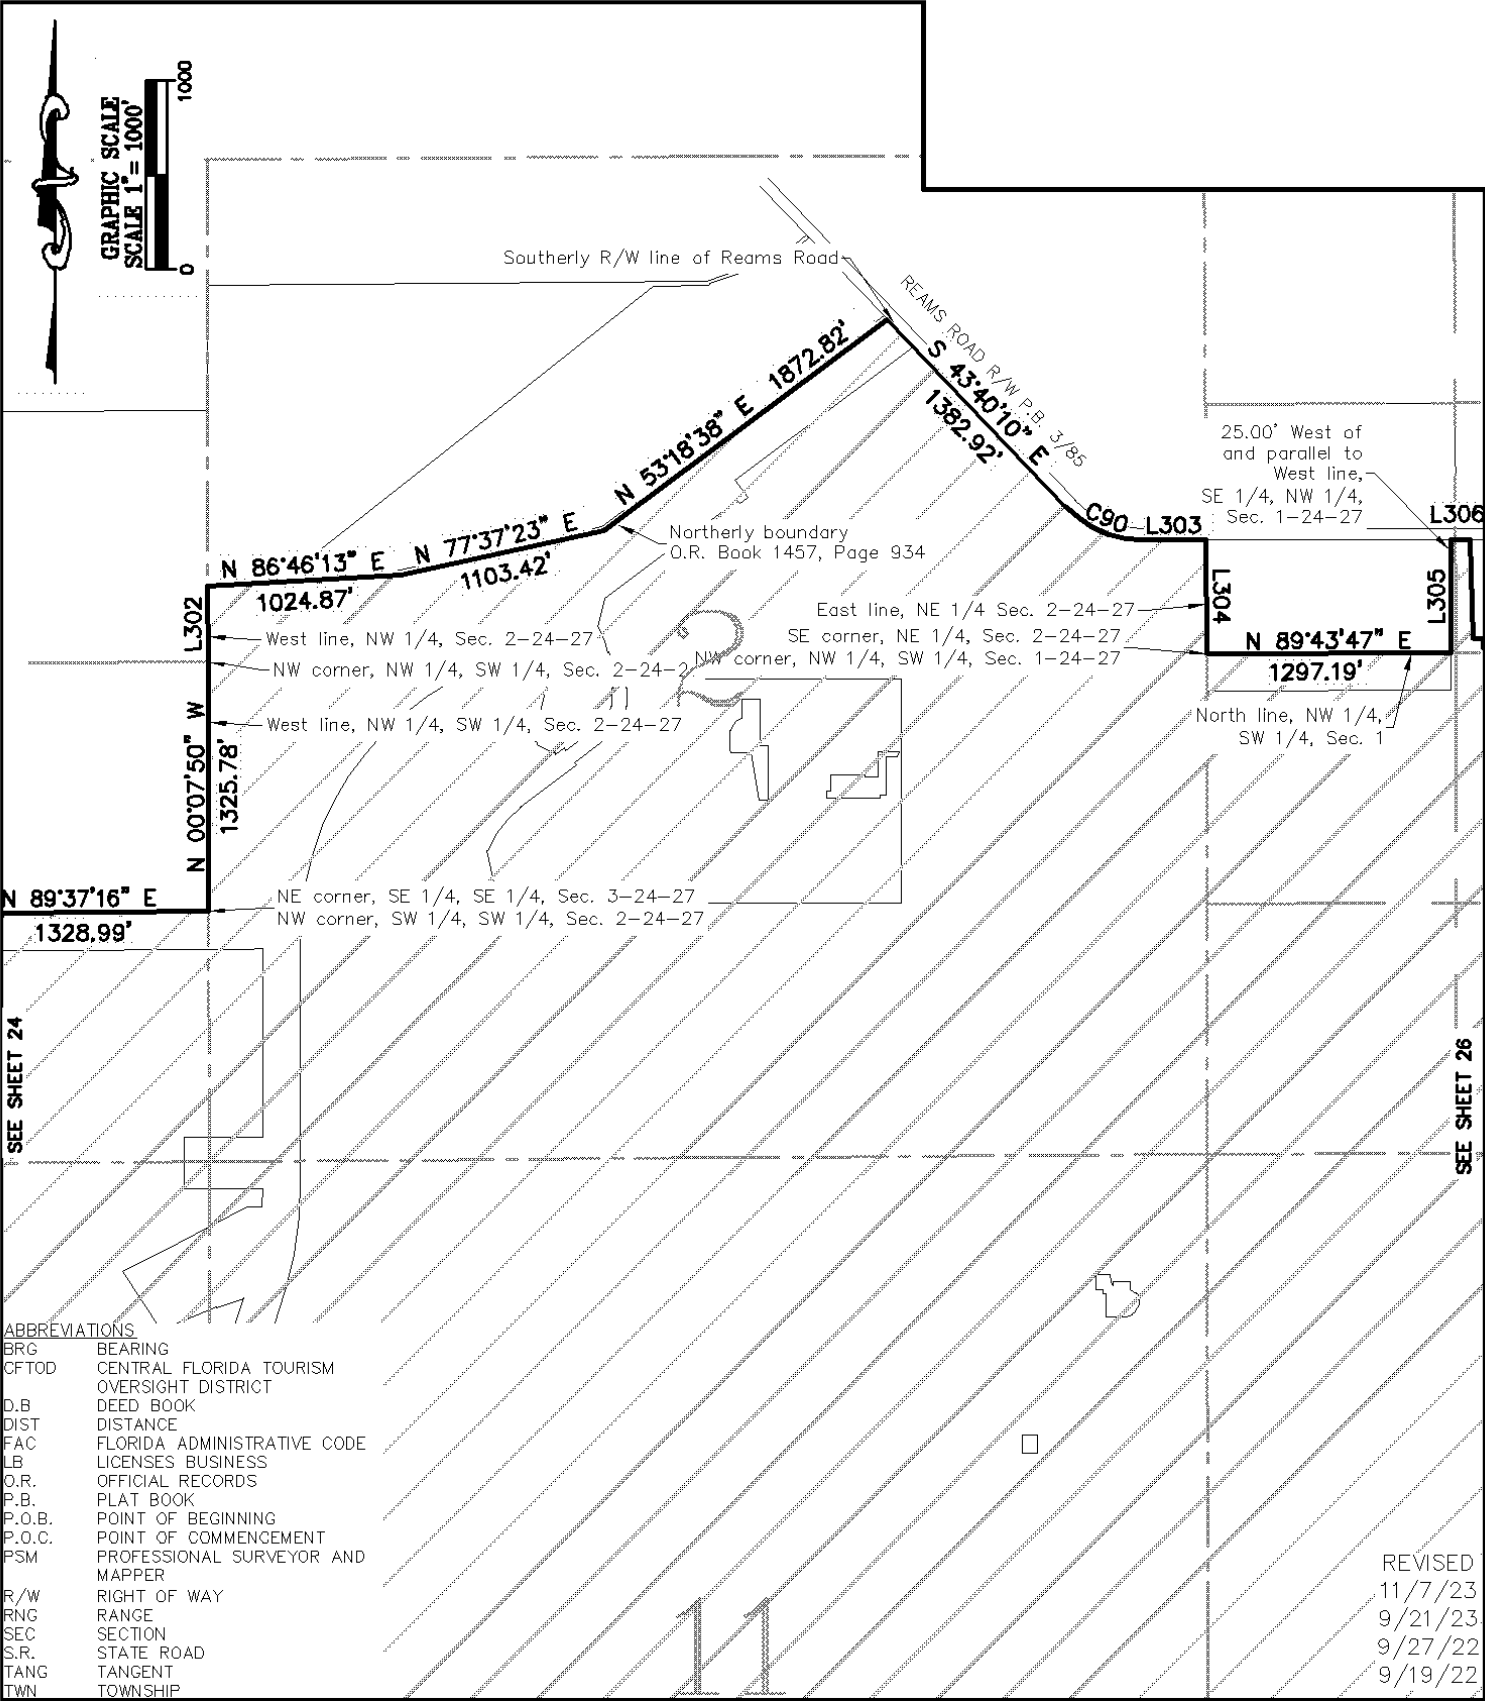 GRAPHIC SCALE
SCALE 1"= 1000'
0
1000
Southerly R/W line of Reams Road
REAMS ROAD R/W P.B. 3/85
S 43°40'10" E
1382.92'
N 53°18'38" E 1872.82'
25.00' West of
and parallel to
West line,
SE 1/4, NW 1/4,
Sec. 1-24-27
C90
L303
L306
N 77°37'23" E
1103.42'
Northerly boundary
O.R. Book 1457, Page 934
N 86°46'13" E
1024.87'
L302
L304
L305
East line, NE 1/4 Sec. 2-24-27
SE corner, NE 1/4, Sec. 2-24-27
NW corner, NW 1/4, SW 1/4, Sec. 1-24-27
N 89°43'47" E
1297.19'
West line, NW 1/4, Sec. 2-24-27
NW corner, NW 1/4, SW 1/4, Sec. 2-24-2
2
West line, NW 1/4, SW 1/4, Sec. 2-24-27
North line, NW 1/4,
SW 1/4, Sec. 1
N 00°07'50" W
1325.78'
N 89°37'16" E
1328.99'
NE corner, SE 1/4, SE 1/4, Sec. 3-24-27
NW corner, SW 1/4, SW 1/4, Sec. 2-24-27
SEE SHEET 24
SEE SHEET 26
ABBREVIATIONS
BRG BEARING
CFTOD CENTRAL FLORIDA TOURISM
OVERSIGHT DISTRICT
D.B DEED BOOK
DIST DISTANCE
FAC FLORIDA ADMINISTRATIVE CODE
LB LICENSES BUSINESS
O.R. OFFICIAL RECORDS
P.B. PLAT BOOK
P.O.B. POINT OF BEGINNING
P.O.C. POINT OF COMMENCEMENT
PSM PROFESSIONAL SURVEYOR AND
MAPPER
R/W RIGHT OF WAY
RNG RANGE
SEC SECTION
S.R. STATE ROAD
TANG TANGENT
TWN TOWNSHIP
11
REVISED
11/7/23
9/21/23
9/27/22
9/19/22